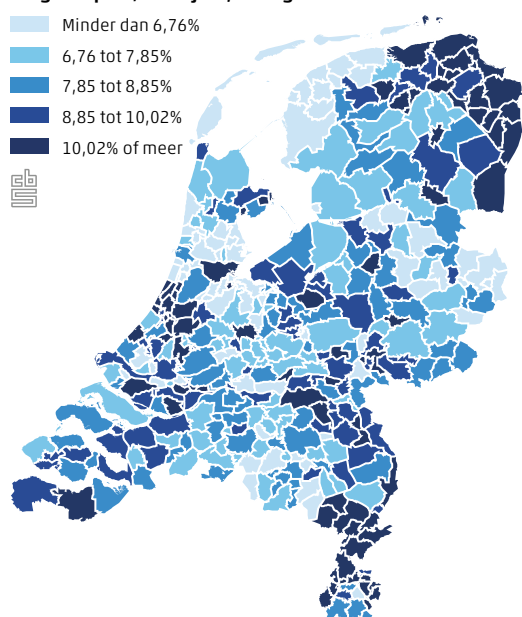 Minder dan 6,76%
6,76 tot 7,85%
7,85 tot 8,85%
8,85 tot 10,02%
10,02% of meer
cbs